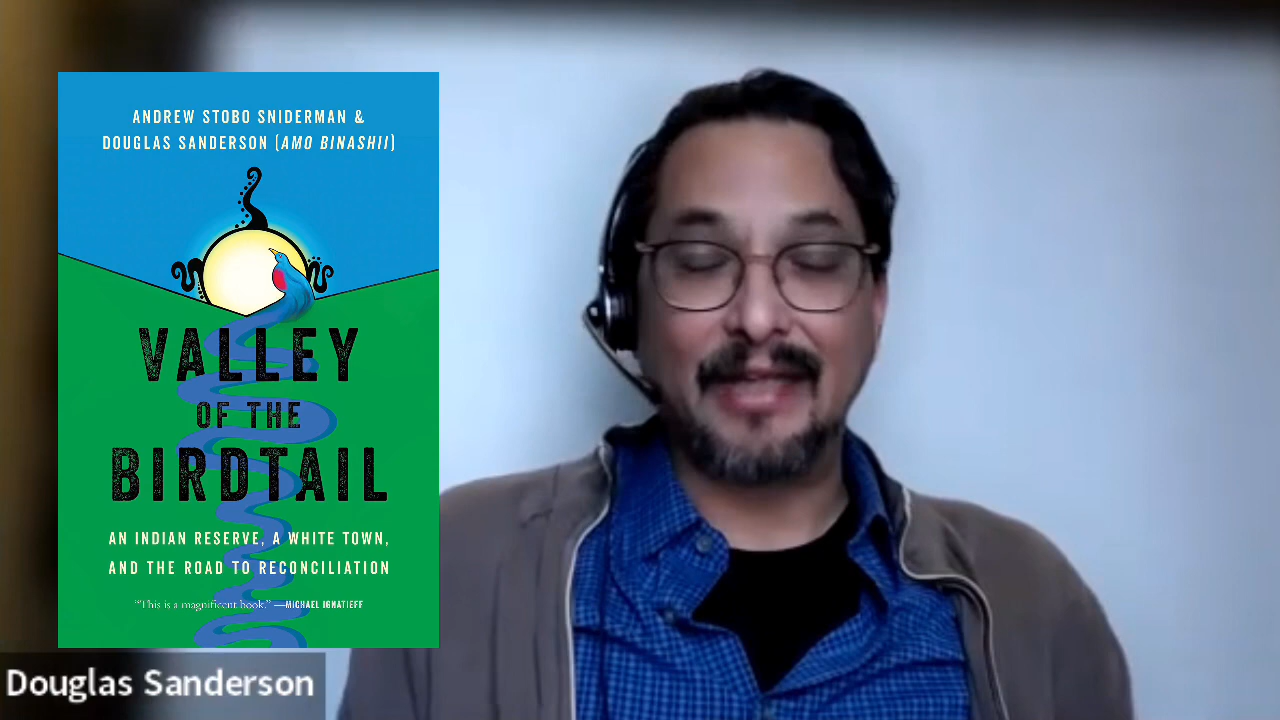 ANDREW STOBO SNIDERMAN &
DOUGLAS SANDERSON (AMO BINASHII)
VALLEY
OF THE
BIRDTAIL
AN INDIAN RESERVE, A WHITE TOWN,
AND THE ROAD TO RECONCILIATION
“This is a magnificent book.” —MICHAEL IGNATIEFF
Douglas Sanderson